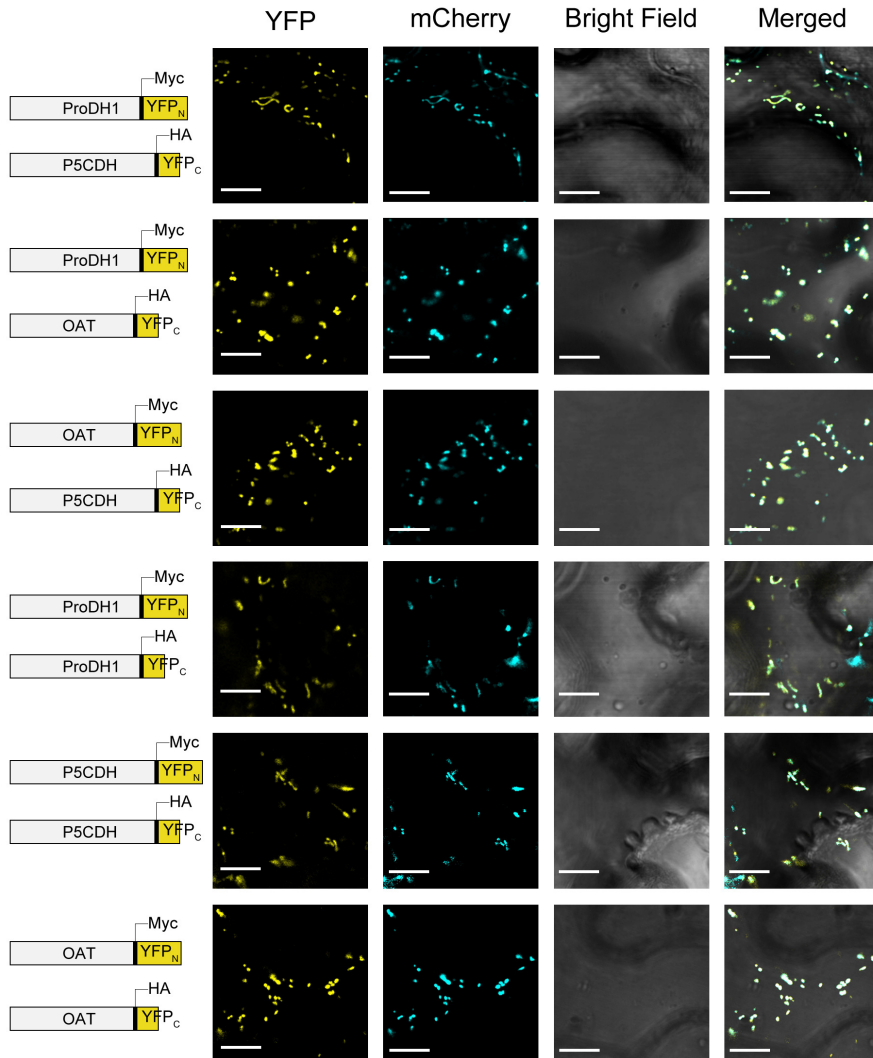 YFP mCherry Bright Field Merged
Myc
ProDH1 YFPN
HA
P5CDH YFPC
Myc
ProDH1 YFPN
HA
OAT YFPC
Myc
OAT YFPN
HA
P5CDH YFPC
Myc
ProDH1 YFPN
HA
ProDH1 YFPC
Myc
P5CDH YFPN
HA
P5CDH YFPC
Myc
OAT YFPN
HA
OAT YFPC